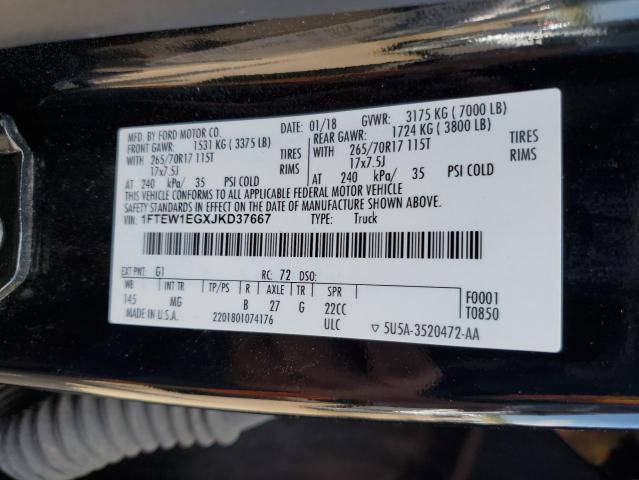 MFD. BY FORD MOTOR CO. DATE: 01/18 GVWR: 3175 KG ( 7000 LB)
FRONT GAWR: 1531 KG ( 3375 LB) REAR GAWR: 1724 KG ( 3800 LB)
WITH 265/70R17 115T TIRES WITH 265/70R17 115T TIRES
17x7.5J RIMS 17x7.5J RIMS
AT 240 kPa/ 35 PSI COLD AT 240 kPa/ 35 PSI COLD
THIS VEHICLE CONFORMS TO ALL APPLICABLE FEDERAL MOTOR VEHICLE
SAFETY STANDARDS IN EFFECT ON THE DATE OF MANUFACTURE SHOWN ABOVE.
VIN: 1FTEW1EGXJKD37667 TYPE: Truck
EXT PNT: G1 RC: 72 DSO:
WB INT TR TP/PS R AXLE TR SPR F0001
145 MG B 27 G 22CC T0850
MADE IN U.S.A. 2201801074176 ULC 5U5A-3520472-AA